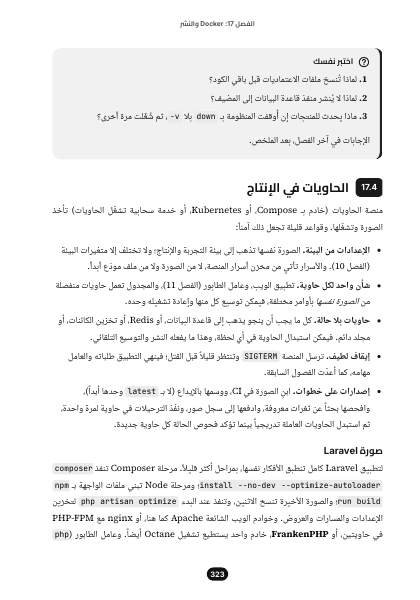 الفصل 17: Docker والنشر
اختبر نفسك
1. لماذا تُنسخ ملفات الاعتماديات قبل باقي الكود؟
2. لماذا لا يُنشر منفذ قاعدة البيانات إلى المضيف؟
3. ماذا يحدث للمنتجات إن أُوقفت المنظومة بـ down بلا -v ، ثم شُغّلت مرة أخرى؟
الإجابات في آخر الفصل، بعد الملخص.
17.4 الحاويات في الإنتاج
منصة الحاويات (خادم بـ Compose، أو Kubernetes، أو خدمة سحابية تشغّل الحاويات) تأخذ
الصورة وتشغّلها. وقواعد قليلة تجعل ذلك آمنًا:
• الإعدادات من البيئة. الصورة نفسها تذهب إلى بيئة التجربة والإنتاج؛ ولا تختلف إلا متغيرات البيئة
(الفصل 10). والأسرار تأتي من مخزن أسرار المنصة، لا من الصورة ولا من ملف مودَع أبدًا.
• شأن واحد لكل حاوية. تطبيق الويب، وعامل الطابور (الفصل 11)، والمجدول تعمل حاويات منفصلة
من الصورة نفسها بأوامر مختلفة، فيمكن توسيع كل منها وإعادة تشغيله وحده.
• حاويات بلا حالة. كل ما يجب أن ينجو يذهب إلى قاعدة البيانات، أو Redis، أو تخزين الكائنات، أو
مجلد دائم. فيمكن استبدال الحاوية في أي لحظة، وهذا ما يفعله النشر والتوسيع التلقائي.
• إيقاف لطيف. ترسل المنصة SIGTERM وتنتظر قليلًا قبل القتل؛ فينهي التطبيق طلباته والعامل
مهامه، كما أعدّت الفصول السابقة.
• إصدارات على خطوات. ابنِ الصورة في CI، ووسمها بالإيداع (لا بـ latest وحدها أبدًا)،
وافحصها بحثًا عن ثغرات معروفة، وادفعها إلى سجل صور، ونفّذ الترحيلات في حاوية لمرة واحدة،
ثم استبدل الحاويات العاملة تدريجيًا بينما تؤكد فحوص الحالة كل حاوية جديدة.
صورة Laravel
لتطبيق Laravel كامل تنطبق الأفكار نفسها، بمراحل أكثر قليلًا. مرحلة Composer تنفذ composer
install --no-dev --optimize-autoloader؛ ومرحلة Node تبني ملفات الواجهة بـ npm
run build؛ والصورة الأخيرة تنسخ الاثنين، وتنفذ عند البدء php artisan optimize لتخزين
الإعدادات والمسارات والعروض. وخوادم الويب الشائعة Apache كما هنا، أو nginx مع PHP-FPM
في حاويتين، أو FrankenPHP، خادم واحد يستطيع تشغيل Octane أيضًا. وعامل الطابور (php
323